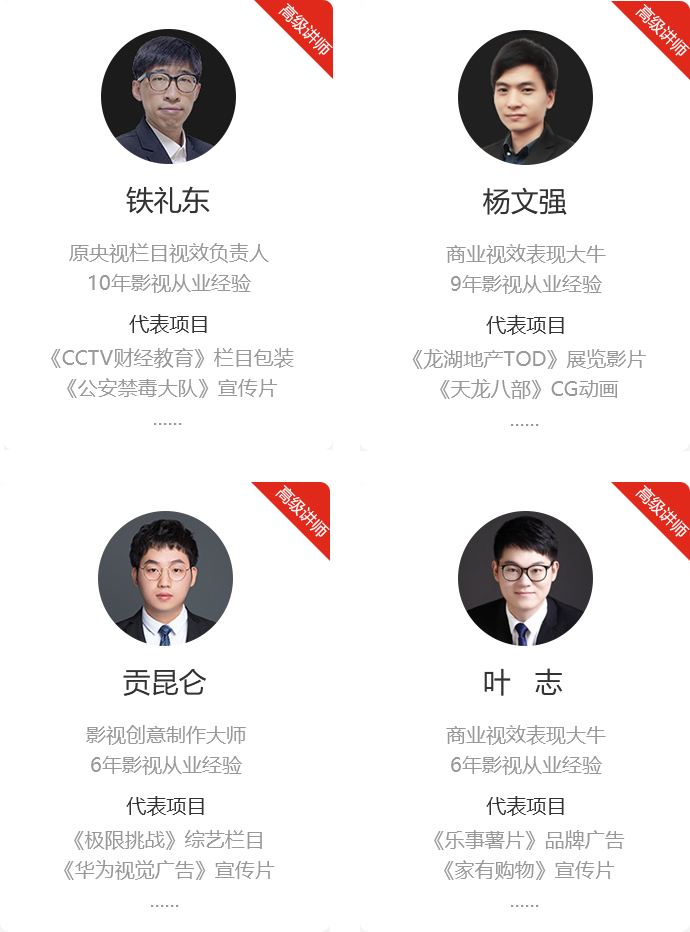 高级讲师
铁礼东
原央视栏目视效负责人
10年影视从业经验
代表项目
《CCTV财经教育》栏目包装
《公安禁毒大队》宣传片
......
高级讲师
杨文强
商业视效表现大牛
9年影视从业经验
代表项目
《龙湖地产TOD》展览影片
《天龙八部》CG动画
......
高级讲师
贡昆仑
影视创意制作大师
6年影视从业经验
代表项目
《极限挑战》综艺栏目
《华为视觉广告》宣传片
......
高级讲师
叶 志
商业视效表现大牛
6年影视从业经验
代表项目
《乐事薯片》品牌广告
《家有购物》宣传片
......